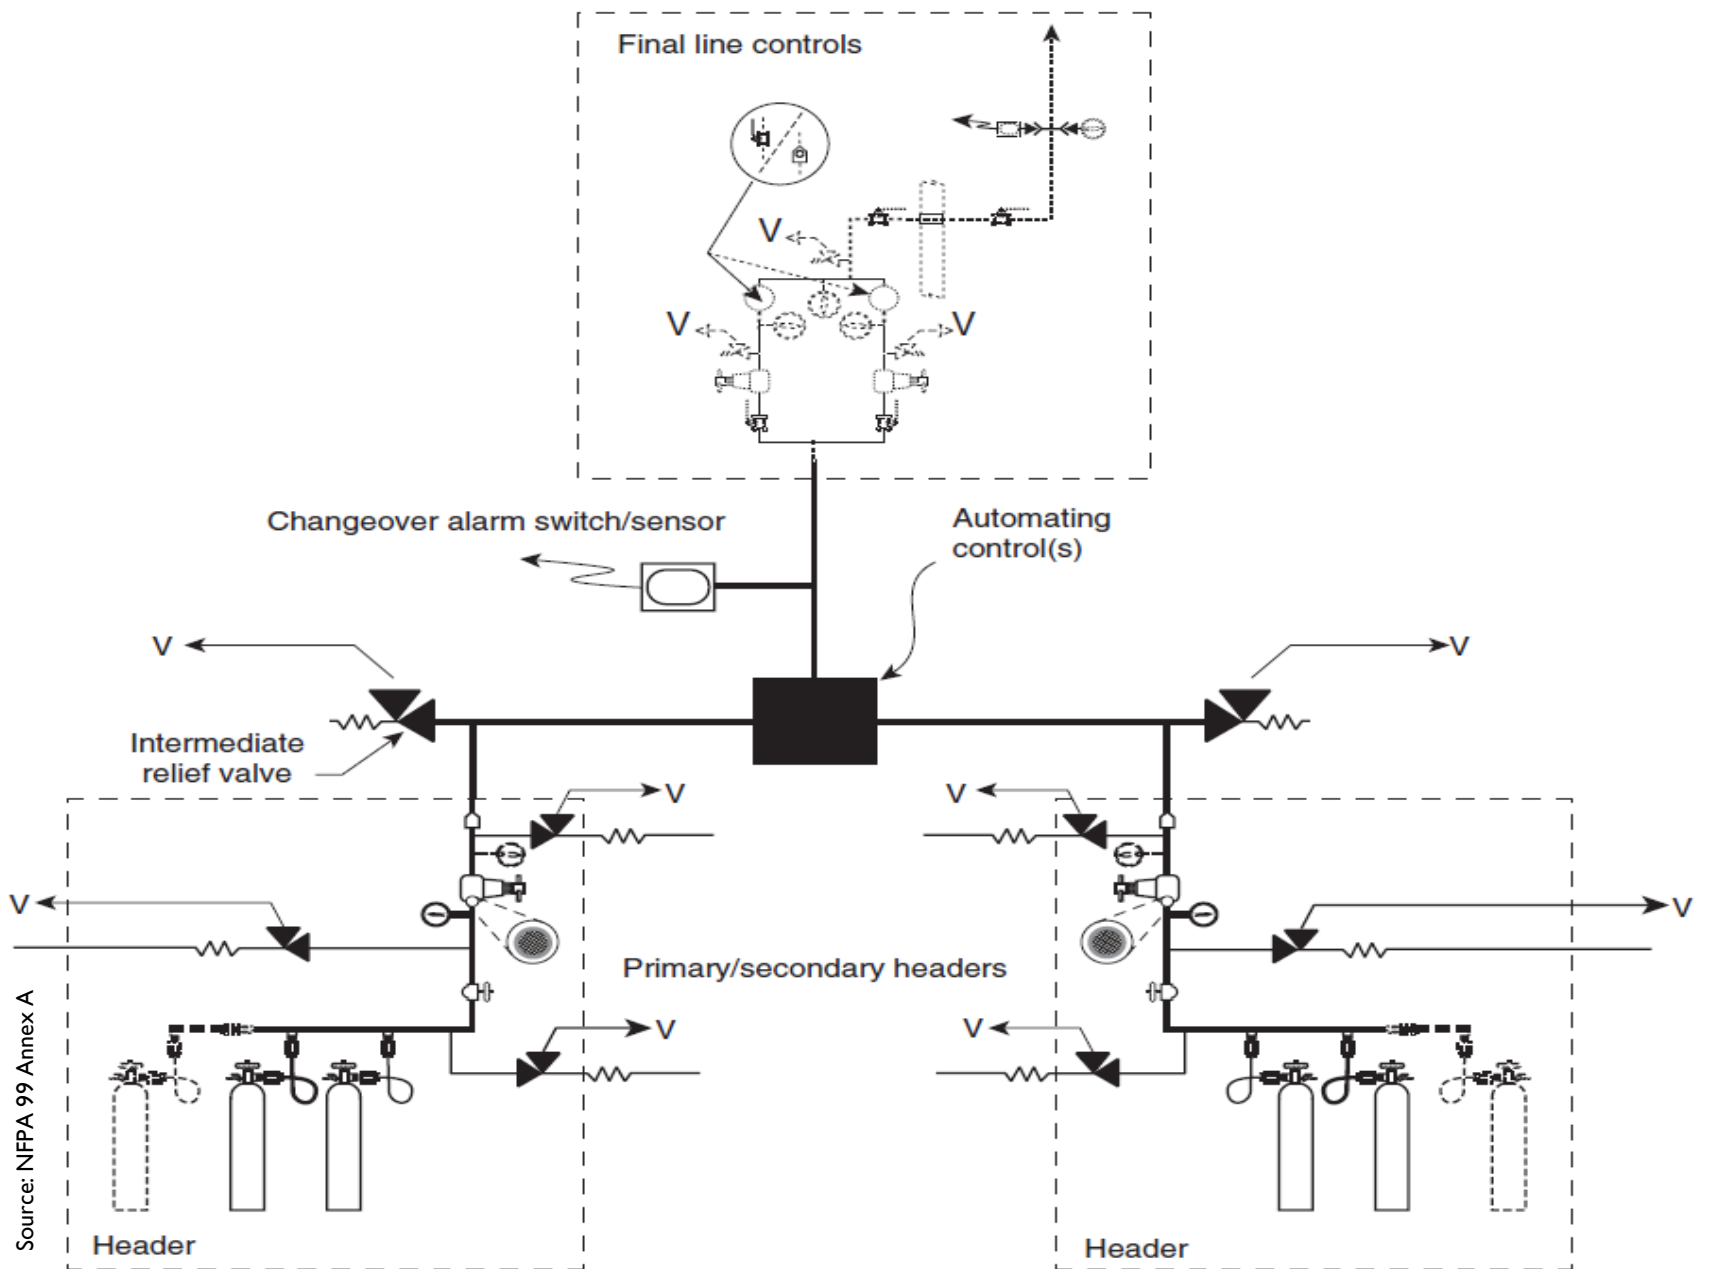 Final line controls
V
V
V
Changeover alarm switch/sensor
Automating
control(s)
V
V
Intermediate
relief valve
V
V
V
V
Primary/secondary headers
V
V
Header
Header
Source: NFPA 99 Annex A